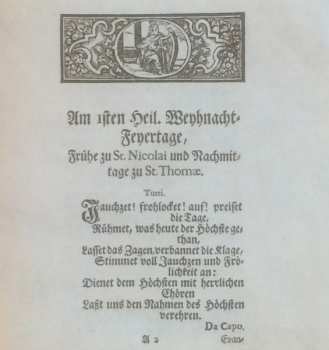 Am 1sten Heil. Weyhnacht-
Feyertage,
Frühe zu St. Nicolai und Nachmit-
tage zu St. Thomæ.
Tutti.
Jauchzet! frohlocket! auf! preiset
die Tage,
Rühmet, was heute der Höchste ge-
than,
Lasset das Zagen, verbannet die Klage,
Stimmet voll Jauchzen und Frö-
lichkeit an:
Dienet dem Höchsten mit herrlichen
Chören
Laßt uns den Nahmen des Höchsten
verehren.
Da Capo.
A 2
Evan-